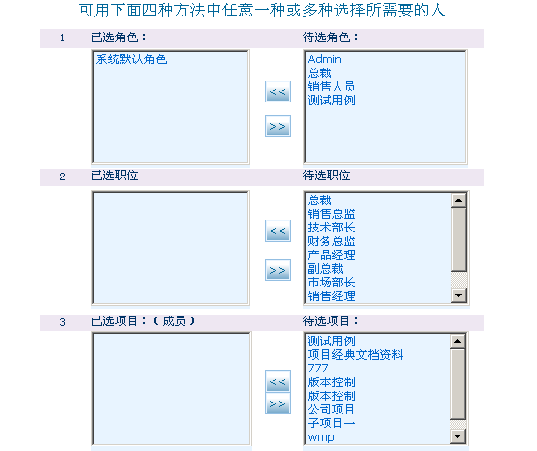 可用下面四种方法中任意一种或多种选择所需要的人
1 已选角色： 待选角色：
系统默认角色
<<
>>
Admin
总裁
销售人员
测试用例
2 已选职位 待选职位
<<
>>
总裁
销售总监
技术部长
财务总监
产品经理
副总裁
市场部长
销售经理
3 已选项目：（成员） 待选项目：
<<
>>
测试用例
项目经典文档资料
777
版本控制
版本控制
公司项目
子项目一
wmp